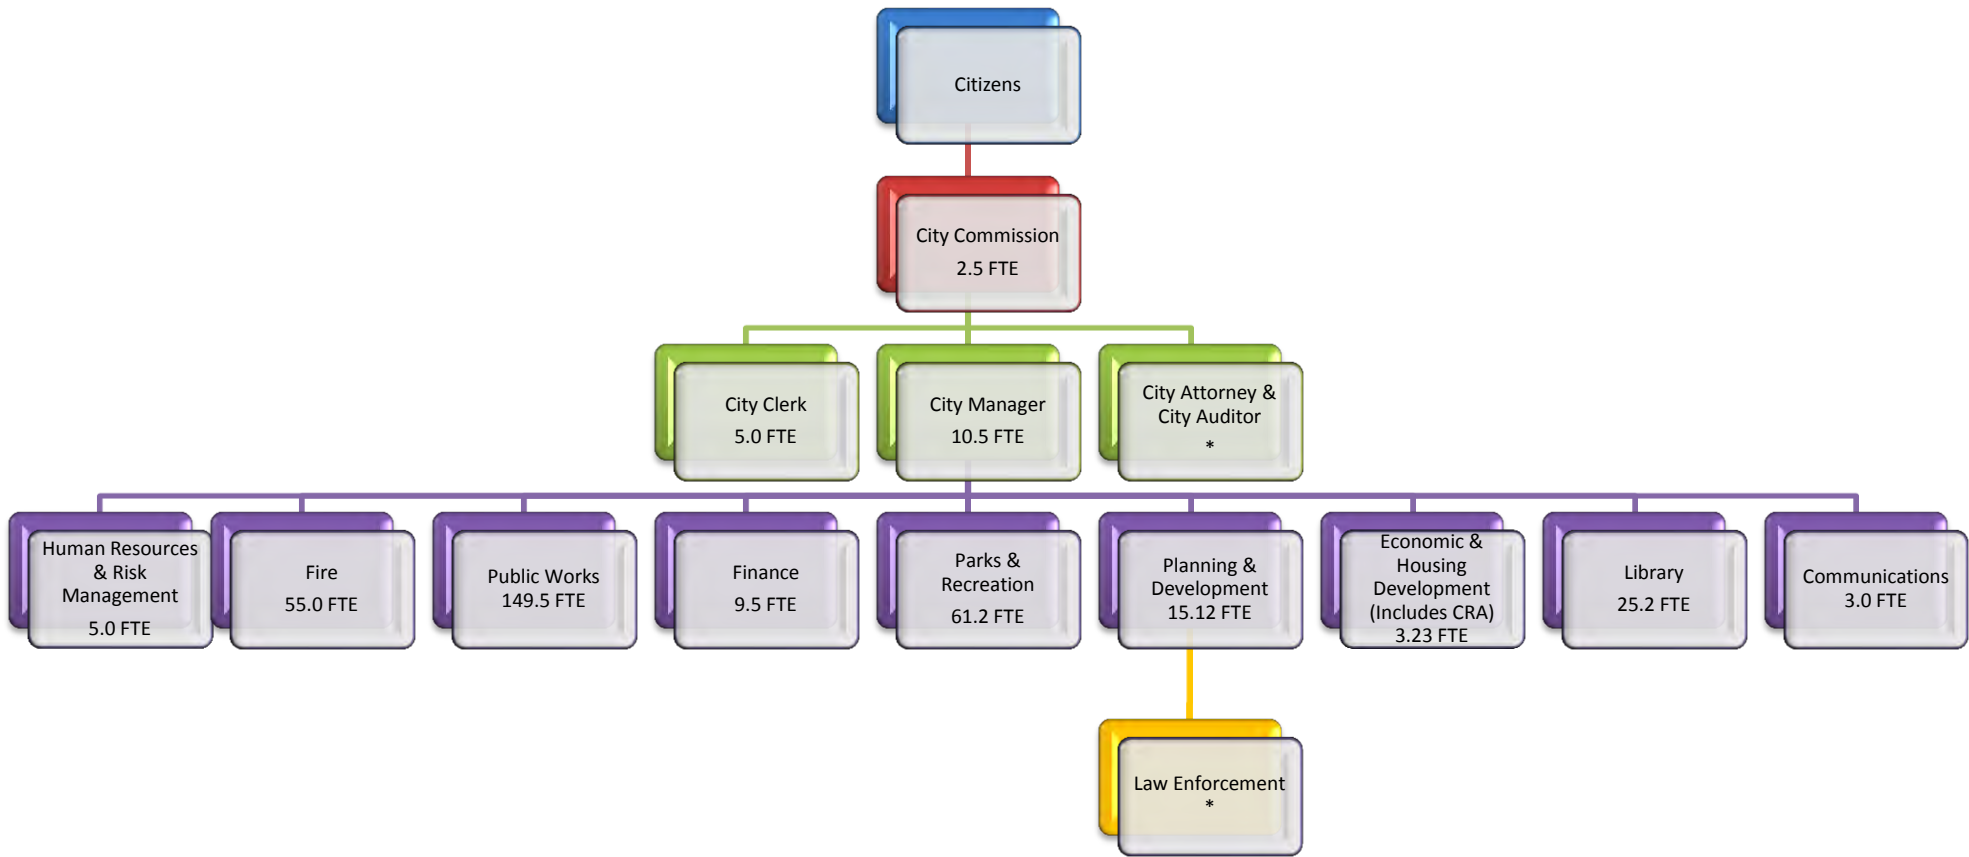 Citizens
City Commission
2.5 FTE
City Clerk
5.0 FTE
City Manager
10.5 FTE
City Attorney &
City Auditor
*
Human Resources
& Risk
Management
5.0 FTE
Fire
55.0 FTE
Public Works
149.5 FTE
Finance
9.5 FTE
Parks &
Recreation
61.2 FTE
Planning &
Development
15.12 FTE
Economic &
Housing
Development
(Includes CRA)
3.23 FTE
Library
25.2 FTE
Communications
3.0 FTE
Law Enforcement
*